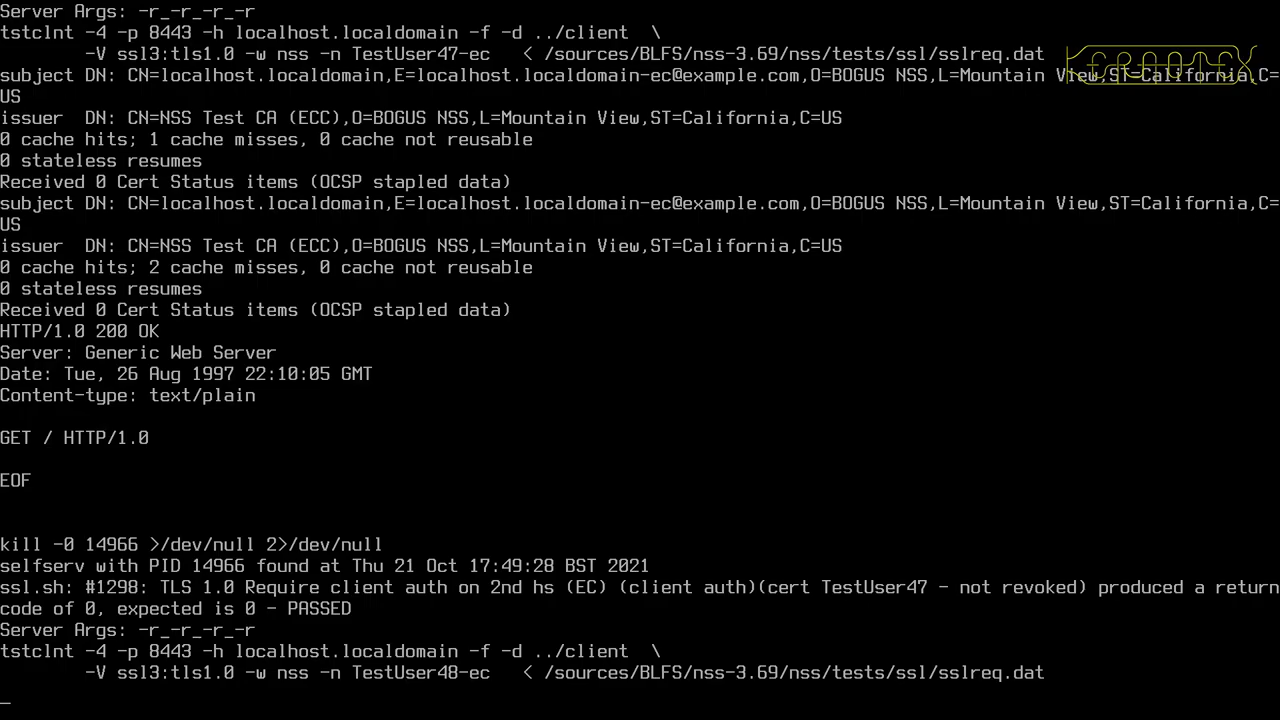 Server Args: -r_-r_-r_-r
tstclnt -4 -p 8443 -h localhost.localdomain -f -d ../client  \
        -V ssl3:tls1.0 -w nss -n TestUser47-ec   < /sources/BLFS/nss-3.69/nss/tests/ssl/sslreq.dat
KERNOTEX
subject DN: CN=localhost.localdomain,E=localhost.localdomain-ec@example.com,O=BOGUS NSS,L=Mountain View,ST=California,C=
US
issuer  DN: CN=NSS Test CA (ECC),O=BOGUS NSS,L=Mountain View,ST=California,C=US
0 cache hits; 1 cache misses, 0 cache not reusable
0 stateless resumes
Received 0 Cert Status items (OCSP stapled data)
subject DN: CN=localhost.localdomain,E=localhost.localdomain-ec@example.com,O=BOGUS NSS,L=Mountain View,ST=California,C=
US
issuer  DN: CN=NSS Test CA (ECC),O=BOGUS NSS,L=Mountain View,ST=California,C=US
0 cache hits; 2 cache misses, 0 cache not reusable
0 stateless resumes
Received 0 Cert Status items (OCSP stapled data)
HTTP/1.0 200 OK
Server: Generic Web Server
Date: Tue, 26 Aug 1997 22:10:05 GMT
Content-type: text/plain

GET / HTTP/1.0

EOF

kill -0 14966 >/dev/null 2>/dev/null
selfserv with PID 14966 found at Thu 21 Oct 17:49:28 BST 2021
ssl.sh: #1298: TLS 1.0 Require client auth on 2nd hs (EC) (client auth)(cert TestUser47 - not revoked) produced a return
code of 0, expected is 0 - PASSED
Server Args: -r_-r_-r_-r
tstclnt -4 -p 8443 -h localhost.localdomain -f -d ../client  \
        -V ssl3:tls1.0 -w nss -n TestUser48-ec   < /sources/BLFS/nss-3.69/nss/tests/ssl/sslreq.dat
_